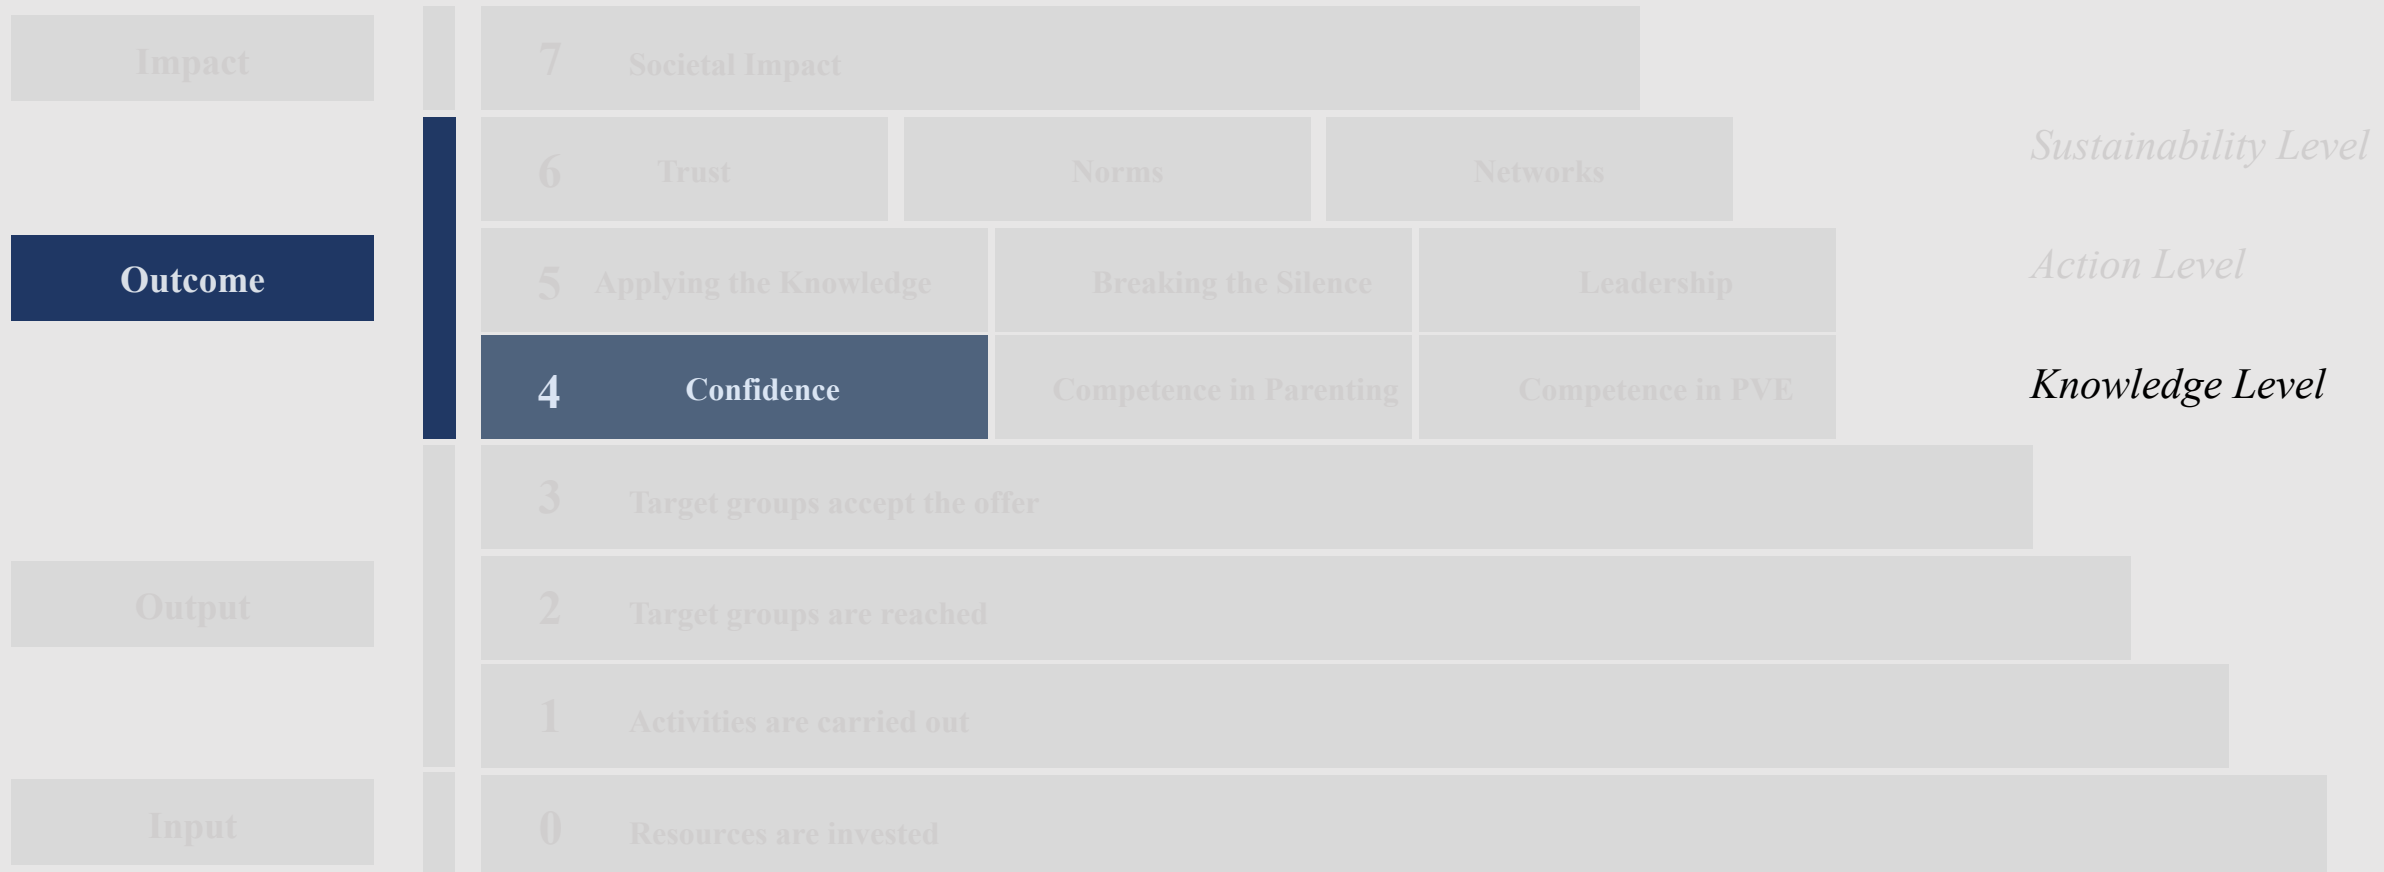 Impact
7 Societal Impact
6 Trust Norms Networks Sustainability Level
Outcome
5 Applying the Knowledge Breaking the Silence Leadership Action Level
4 Confidence Competence in Parenting Competence in PVE Knowledge Level
3 Target groups accept the offer
Output
2 Target groups are reached
1 Activities are carried out
Input
0 Resources are invested